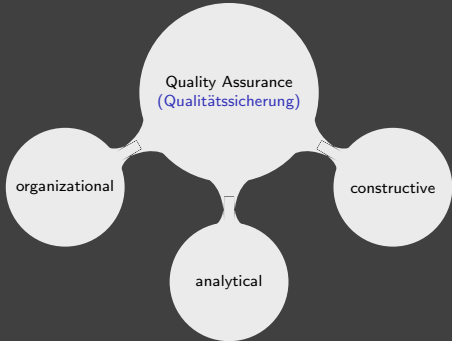 Quality Assurance
(Qualitätssicherung)
organizational
constructive
analytical